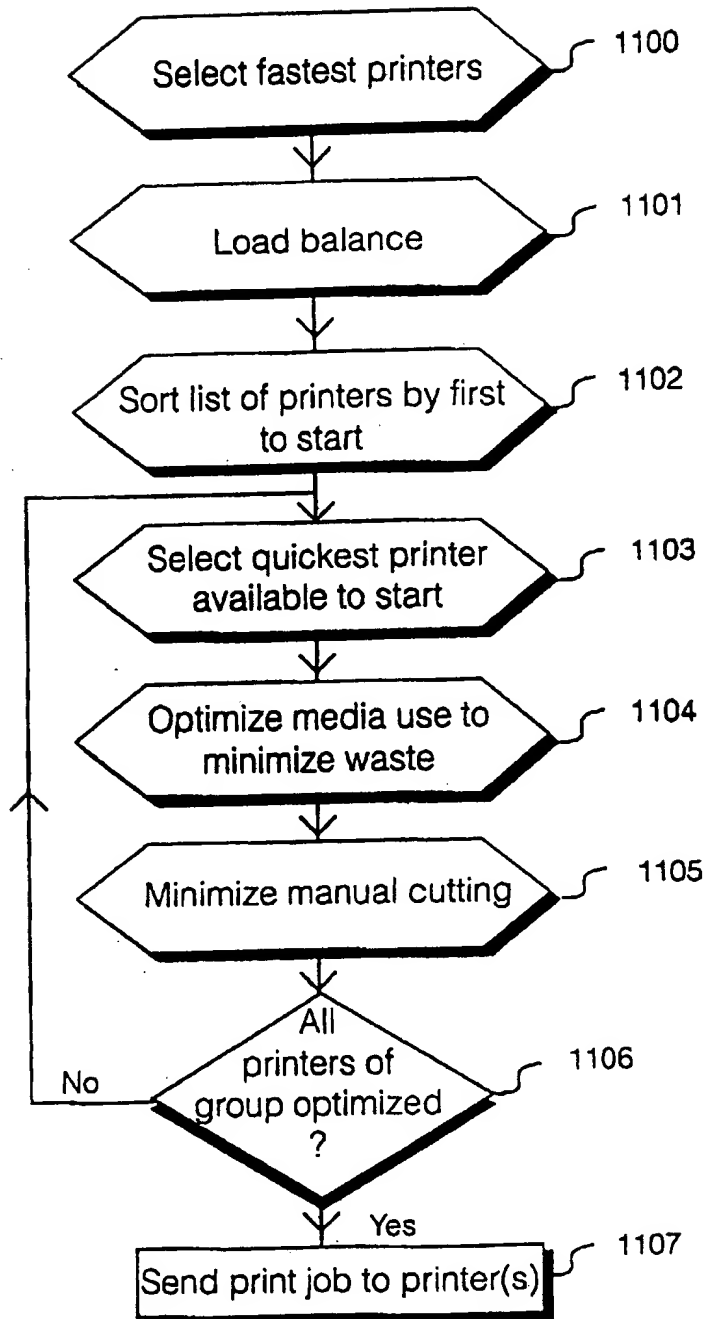 Select fastest printers
1100
Load balance
1101
Sort list of printers by first
to start
1102
Select quickest printer
available to start
1103
Optimize media use to
minimize waste
1104
Minimize manual cutting
1105
All
printers of
group optimized
?
1106
No
Yes
Send print job to printer(s)
1107